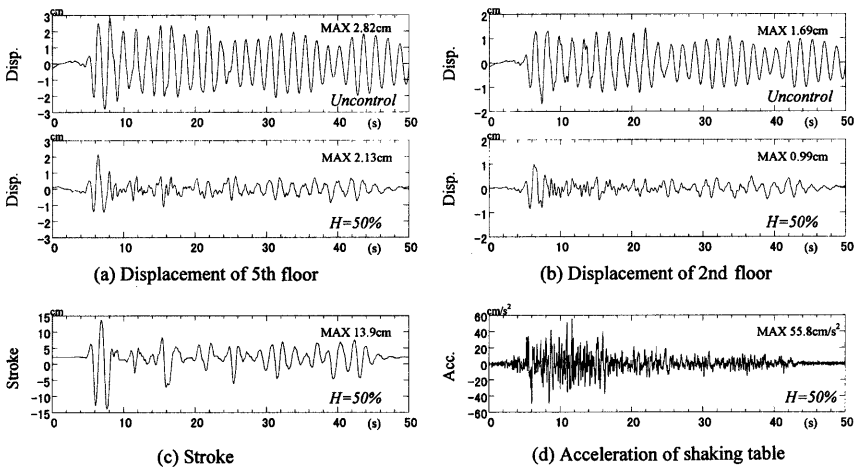 cm
3
2
1
0
-1
-2
-3
Disp.
MAX 2.82cm
Uncontrol
0 10 20 30 40 (s) 50
cm
3
2
1
0
-1
-2
-3
Disp.
MAX 2.13cm
H=50%
0 10 20 30 40 (s) 50
(a) Displacement of 5th floor
cm
2
1
0
-1
-2
Disp.
MAX 1.69cm
Uncontrol
0 10 20 30 40 (s) 50
cm
2
1
0
-1
-2
Disp.
MAX 0.99cm
H=50%
0 10 20 30 40 (s) 50
(b) Displacement of 2nd floor
cm
15
10
5
0
-5
-10
-15
Stroke
MAX 13.9cm
H=50%
0 10 20 30 40 (s) 50
(c) Stroke
cm/s²
60
40
20
0
-20
-40
-60
Acc.
MAX 55.8cm/s²
H=50%
0 10 20 30 40 (s) 50
(d) Acceleration of shaking table